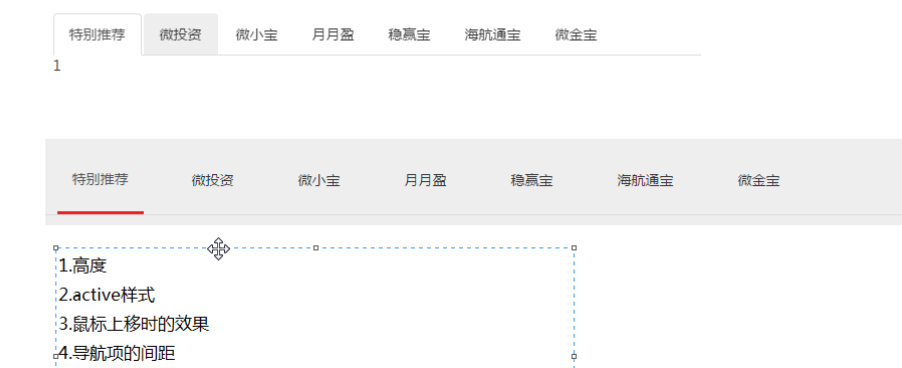 特别推荐 微投资 微小宝 月月盈 稳赢宝 海航通宝 微金宝
1
特别推荐 微投资 微小宝 月月盈 稳赢宝 海航通宝 微金宝
1.高度
2.active样式
3.鼠标上移时的效果
4.导航项的间距